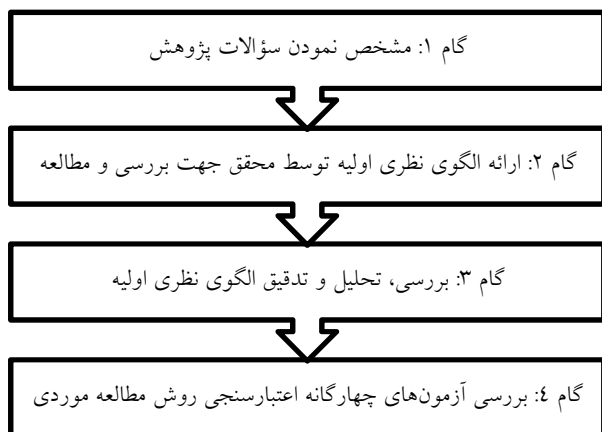 گام ۱: مشخص نمودن سؤالات پژوهش
گام ۲: ارائه الگوی نظری اولیه توسط محقق جهت بررسی و مطالعه
گام ۳: بررسی، تحلیل و تدقیق الگوی نظری اولیه
گام ٤: بررسی آزمون‌های چهارگانه اعتبارسنجی روش مطالعه موردی